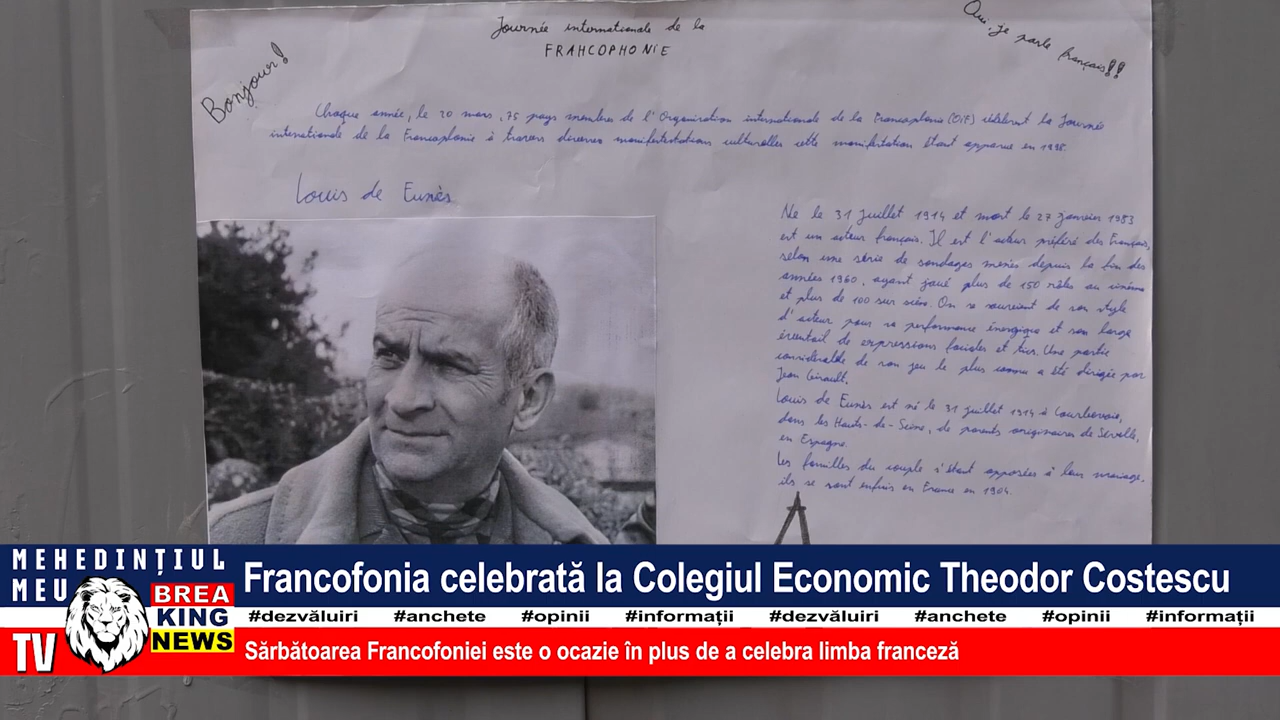 Journée internationale de la
FRANCOPHONIE
Bonjour!
Oui, je parle français!!
Chaque année, le 20 mars, 75 pays membres de l'Organisation internationale de la Francophonie (OIF) célèbrent la Journée
internationale de la Francophonie à travers diverses manifestations culturelles cette manifestation étant apparue en 1998.
Louis de Funès
Né le 31 juillet 1914 et mort le 27 janvier 1983
est un acteur français. Il est l'acteur préféré des Français,
selon une série de sondages menés depuis la fin des
années 1960, ayant joué plus de 150 rôles au cinéma
et plus de 100 sur scène. On se souvient de son style
d'acteur pour sa performance énergique et son large
éventail de expressions faciales et tics. Une partie
considerable de son jeu le plus connu a été dirigée par
Jean Girault.
Louis de Funès est né le 31 juillet 1914 à Courbevoie,
dans les Hauts-de-Seine, de parents originaires de Séville,
en Espagne.
Les familles du couple s'étant opposées à leur mariage,
ils se sont enfuis en France en 1904.
MEHEDINȚIUL
MEU
TV
BREA
KING
NEWS
Francofonia celebrată la Colegiul Economic Theodor Costescu
#dezvăluiri #anchete #opinii #informații #dezvăluiri #anchete #opinii #informații
Sărbătoarea Francofoniei este o ocazie în plus de a celebra limba franceză